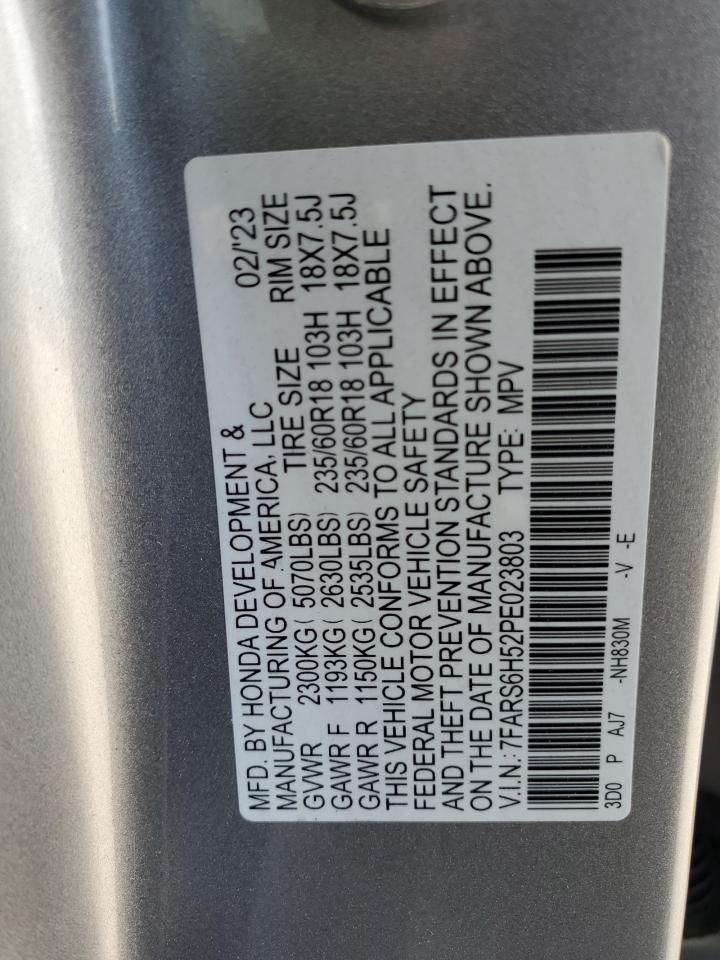 MFD. BY HONDA DEVELOPMENT &
MANUFACTURING OF AMERICA, LLC 02/'23
GVWR 2300KG( 5070LBS) TIRE SIZE RIM SIZE
GAWR F 1193KG( 2630LBS) 235/60R18 103H 18X7.5J
GAWR R 1150KG( 2535LBS) 235/60R18 103H 18X7.5J
THIS VEHICLE CONFORMS TO ALL APPLICABLE
FEDERAL MOTOR VEHICLE SAFETY
AND THEFT PREVENTION STANDARDS IN EFFECT
ON THE DATE OF MANUFACTURE SHOWN ABOVE.
V.I.N.: 7FARS6H52PE023803 TYPE: MPV
3D0 P AJ7 -NH830M -V -E